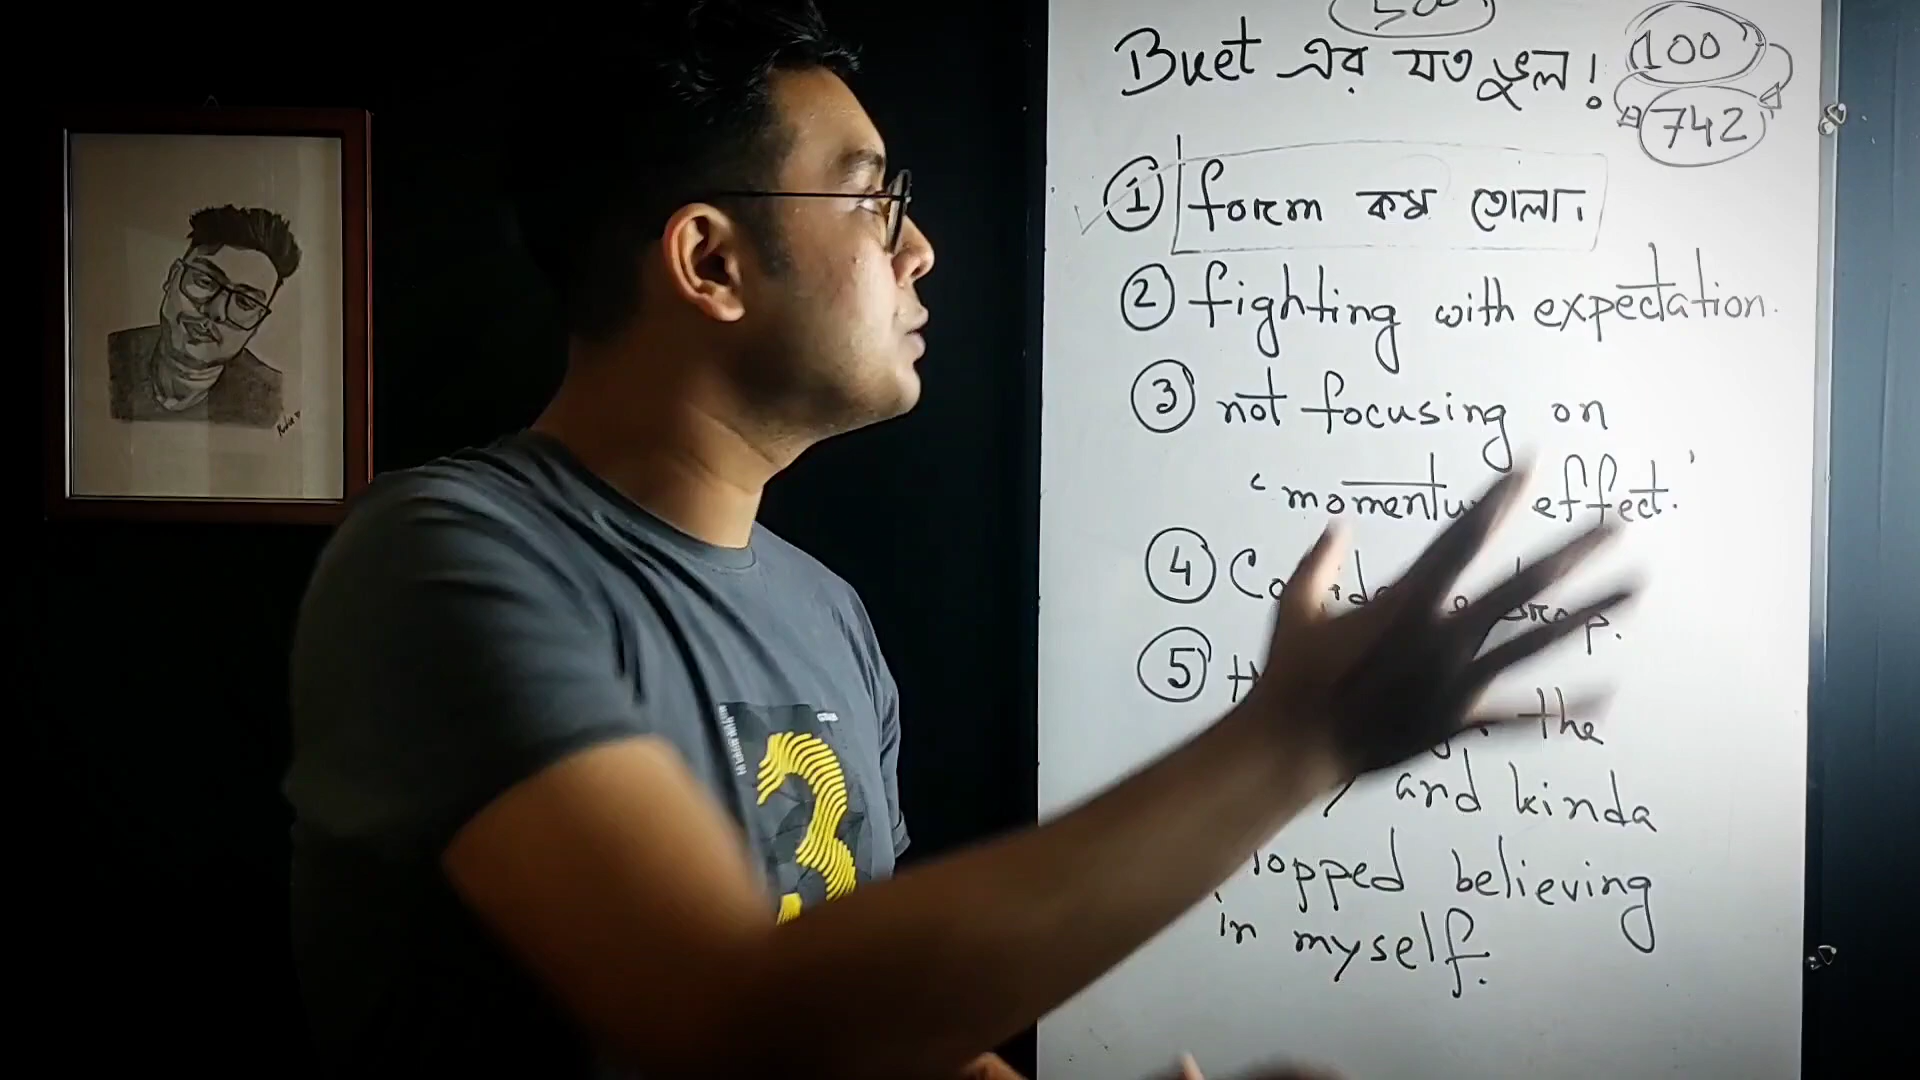 Buet এর যত ভুল! 100
742
① form কম তোলা।
② fighting with expectation.
③ not focusing on
'momentum effect.'
④ drop.
⑤ the
and kinda
believing
in myself.